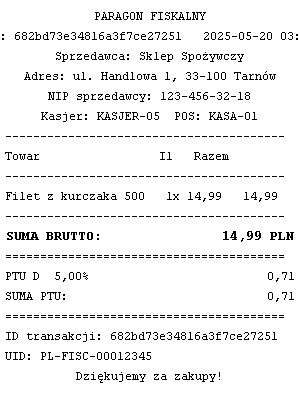 PARAGON FISKALNY
: 682bd73e34816a3f7ce27251 2025-05-20 03:
Sprzedawca: Sklep Spożywczy
Adres: ul. Handlowa 1, 33-100 Tarnów
NIP sprzedawcy: 123-456-32-18
Kasjer: KASJER-05 POS: KASA-01
----------------------------------------
Towar Il Razem
----------------------------------------
Filet z kurczaka 500 1x 14,99 14,99
----------------------------------------
SUMA BRUTTO: 14,99 PLN
========================================
PTU D 5,00% 0,71
SUMA PTU: 0,71
========================================
ID transakcji: 682bd73e34816a3f7ce27251
UID: PL-FISC-00012345
Dziękujemy za zakupy!